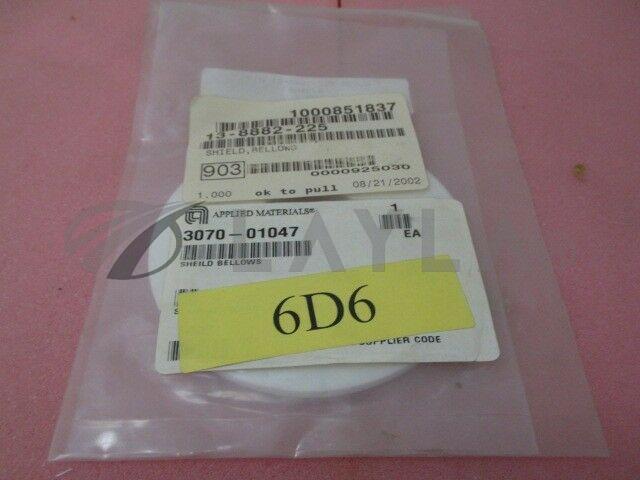 1000851837
13-8882-225
SHIELD,BELLOWS
903
0000925030
1.000 ok to pull 08/21/2002
APPLIED MATERIALS®
1
3070-01047
EA
SHEILD BELLOWS
6D6
SUPPLIER CODE